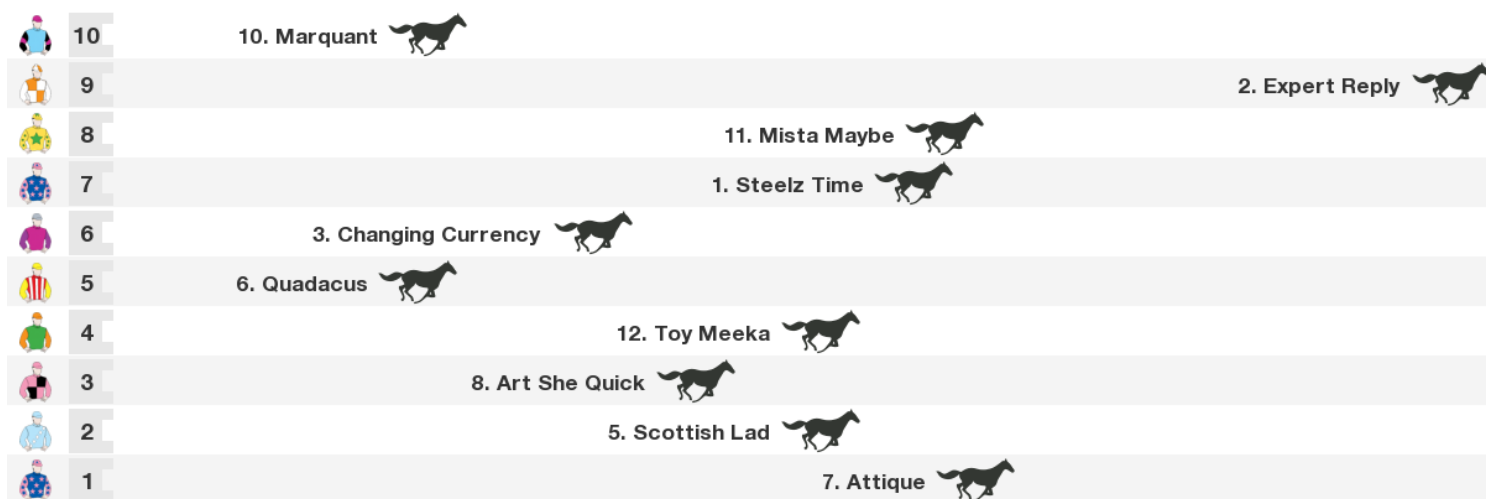 10 10. Marquant
9 2. Expert Reply
8 11. Mista Maybe
7 1. Steelz Time
6 3. Changing Currency
5 6. Quadacus
4 12. Toy Meeka
3 8. Art She Quick
2 5. Scottish Lad
1 7. Attique